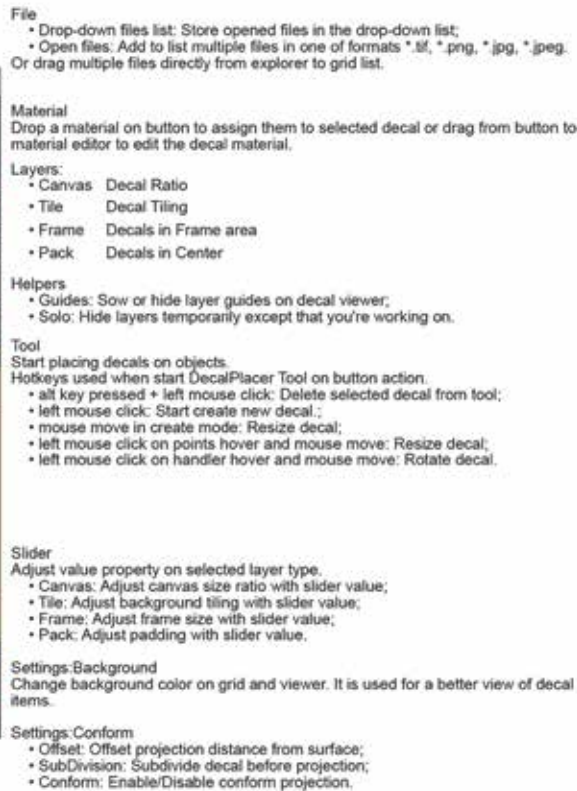 File
• Drop-down files list: Store opened files in the drop-down list;
• Open files: Add to list multiple files in one of formats *.tif, *.png, *.jpg, *.jpeg.
Or drag multiple files directly from explorer to grid list.
Material
Drop a material on button to assign them to selected decal or drag from button to
material editor to edit the decal material.
Layers:
• Canvas Decal Ratio
• Tile Decal Tiling
• Frame Decals in Frame area
• Pack Decals in Center
Helpers
• Guides: Sow or hide layer guides on decal viewer;
• Solo: Hide layers temporarily except that you're working on.
Tool
Start placing decals on objects.
Hotkeys used when start DecalPlacer Tool on button action.
• alt key pressed + left mouse click: Delete selected decal from tool;
• left mouse click: Start create new decal.;
• mouse move in create mode: Resize decal;
• left mouse click on points hover and mouse move: Resize decal;
• left mouse click on handler hover and mouse move: Rotate decal.
Slider
Adjust value property on selected layer type.
• Canvas: Adjust canvas size ratio with slider value;
• Tile: Adjust background tiling with slider value;
• Frame: Adjust frame size with slider value;
• Pack: Adjust padding with slider value.
Settings:Background
Change background color on grid and viewer. It is used for a better view of decal
items.
Settings:Conform
• Offset: Offset projection distance from surface;
• SubDivision: Subdivide decal before projection;
• Conform: Enable/Disable conform projection.